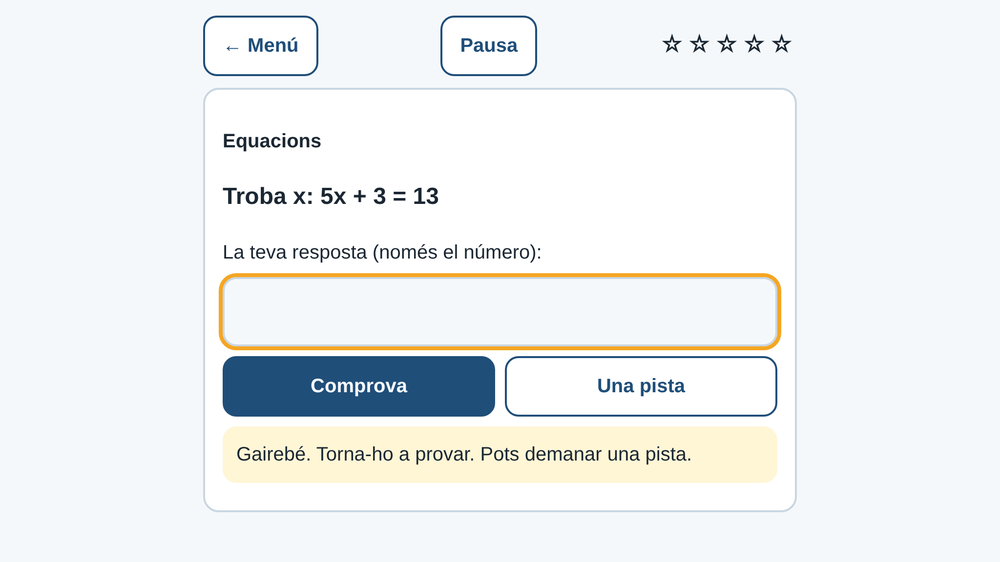 ← Menú
Pausa
☆ ☆ ☆ ☆ ☆
Equacions
Troba x: 5x + 3 = 13
La teva resposta (només el número):
Comprova
Una pista
Gairebé. Torna-ho a provar. Pots demanar una pista.